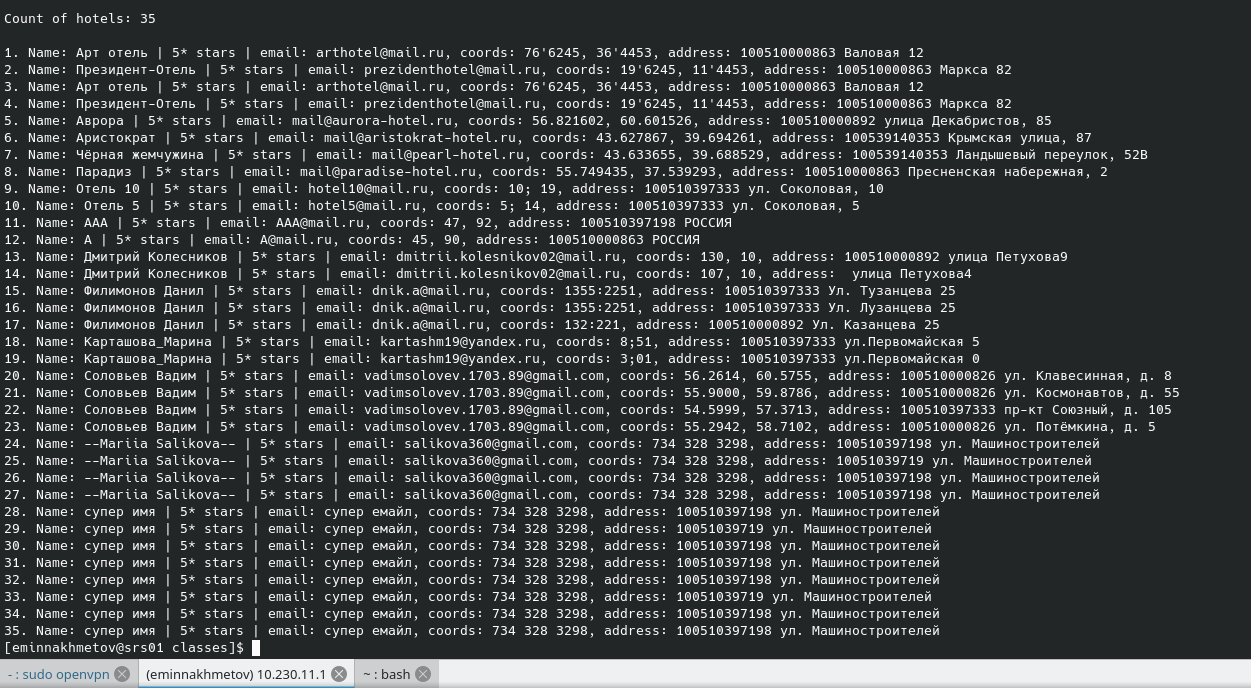 Count of hotels: 35
1. Name: Арт отель | 5* stars | email: arthotel@mail.ru, coords: 76'6245, 36'4453, address: 100510000863 Валовая 12
2. Name: Президент-Отель | 5* stars | email: prezidenthotel@mail.ru, coords: 19'6245, 11'4453, address: 100510000863 Маркса 82
3. Name: Арт отель | 5* stars | email: arthotel@mail.ru, coords: 76'6245, 36'4453, address: 100510000863 Валовая 12
4. Name: Президент-Отель | 5* stars | email: prezidenthotel@mail.ru, coords: 19'6245, 11'4453, address: 100510000863 Маркса 82
5. Name: Аврора | 5* stars | email: mail@aurora-hotel.ru, coords: 56.821602, 60.601526, address: 100510000892 улица Декабристов, 85
6. Name: Аристократ | 5* stars | email: mail@aristokrat-hotel.ru, coords: 43.627867, 39.694261, address: 100539140353 Крымская улица, 87
7. Name: Чёрная жемчужина | 5* stars | email: mail@pearl-hotel.ru, coords: 43.633655, 39.688529, address: 100539140353 Ландышевый переулок, 52В
8. Name: Парадиз | 5* stars | email: mail@paradise-hotel.ru, coords: 55.749435, 37.539293, address: 100510000863 Пресненская набережная, 2
9. Name: Отель 10 | 5* stars | email: hotel10@mail.ru, coords: 10; 19, address: 100510397333 ул. Соколовая, 10
10. Name: Отель 5 | 5* stars | email: hotel5@mail.ru, coords: 5; 14, address: 100510397333 ул. Соколовая, 5
11. Name: AAA | 5* stars | email: AAA@mail.ru, coords: 47, 92, address: 100510397198 РОССИЯ
12. Name: A | 5* stars | email: A@mail.ru, coords: 45, 90, address: 100510000863 РОССИЯ
13. Name: Дмитрий Колесников | 5* stars | email: dmitrii.kolesnikov02@mail.ru, coords: 130, 10, address: 100510000892 улица Петухова9
14. Name: Дмитрий Колесников | 5* stars | email: dmitrii.kolesnikov02@mail.ru, coords: 107, 10, address:  улица Петухова4
15. Name: Филимонов Данил | 5* stars | email: dnik.a@mail.ru, coords: 1355:2251, address: 100510397333 Ул. Тузанцева 25
16. Name: Филимонов Данил | 5* stars | email: dnik.a@mail.ru, coords: 1355:2251, address: 100510397333 Ул. Лузанцева 25
17. Name: Филимонов Данил | 5* stars | email: dnik.a@mail.ru, coords: 132:221, address: 100510000892 Ул. Казанцева 25
18. Name: Карташова_Марина | 5* stars | email: kartashm19@yandex.ru, coords: 8;51, address: 100510397333 ул.Первомайская 5
19. Name: Карташова_Марина | 5* stars | email: kartashm19@yandex.ru, coords: 3;01, address: 100510397333 ул.Первомайская 0
20. Name: Соловьев Вадим | 5* stars | email: vadimsolovev.1703.89@gmail.com, coords: 56.2614, 60.5755, address: 100510000826 ул. Клавесинная, д. 8
21. Name: Соловьев Вадим | 5* stars | email: vadimsolovev.1703.89@gmail.com, coords: 55.9000, 59.8786, address: 100510000826 ул. Космонавтов, д. 55
22. Name: Соловьев Вадим | 5* stars | email: vadimsolovev.1703.89@gmail.com, coords: 54.5999, 57.3713, address: 100510397333 пр-кт Союзный, д. 105
23. Name: Соловьев Вадим | 5* stars | email: vadimsolovev.1703.89@gmail.com, coords: 55.2942, 58.7102, address: 100510000826 ул. Потёмкина, д. 5
24. Name: --Mariia Salikova-- | 5* stars | email: salikova360@gmail.com, coords: 734 328 3298, address: 100510397198 ул. Машиностроителей
25. Name: --Mariia Salikova-- | 5* stars | email: salikova360@gmail.com, coords: 734 328 3298, address: 10051039719 ул. Машиностроителей
26. Name: --Mariia Salikova-- | 5* stars | email: salikova360@gmail.com, coords: 734 328 3298, address: 100510397198 ул. Машиностроителей
27. Name: --Mariia Salikova-- | 5* stars | email: salikova360@gmail.com, coords: 734 328 3298, address: 100510397198 ул. Машиностроителей
28. Name: супер имя | 5* stars | email: супер емайл, coords: 734 328 3298, address: 100510397198 ул. Машиностроителей
29. Name: супер имя | 5* stars | email: супер емайл, coords: 734 328 3298, address: 10051039719 ул. Машиностроителей
30. Name: супер имя | 5* stars | email: супер емайл, coords: 734 328 3298, address: 100510397198 ул. Машиностроителей
31. Name: супер имя | 5* stars | email: супер емайл, coords: 734 328 3298, address: 100510397198 ул. Машиностроителей
32. Name: супер имя | 5* stars | email: супер емайл, coords: 734 328 3298, address: 100510397198 ул. Машиностроителей
33. Name: супер имя | 5* stars | email: супер емайл, coords: 734 328 3298, address: 10051039719 ул. Машиностроителей
34. Name: супер имя | 5* stars | email: супер емайл, coords: 734 328 3298, address: 100510397198 ул. Машиностроителей
35. Name: супер имя | 5* stars | email: супер емайл, coords: 734 328 3298, address: 100510397198 ул. Машиностроителей
[eminnakhmetov@srs01 classes]$
- : sudo openvpn (eminnakhmetov) 10.230.11.1 ~ : bash